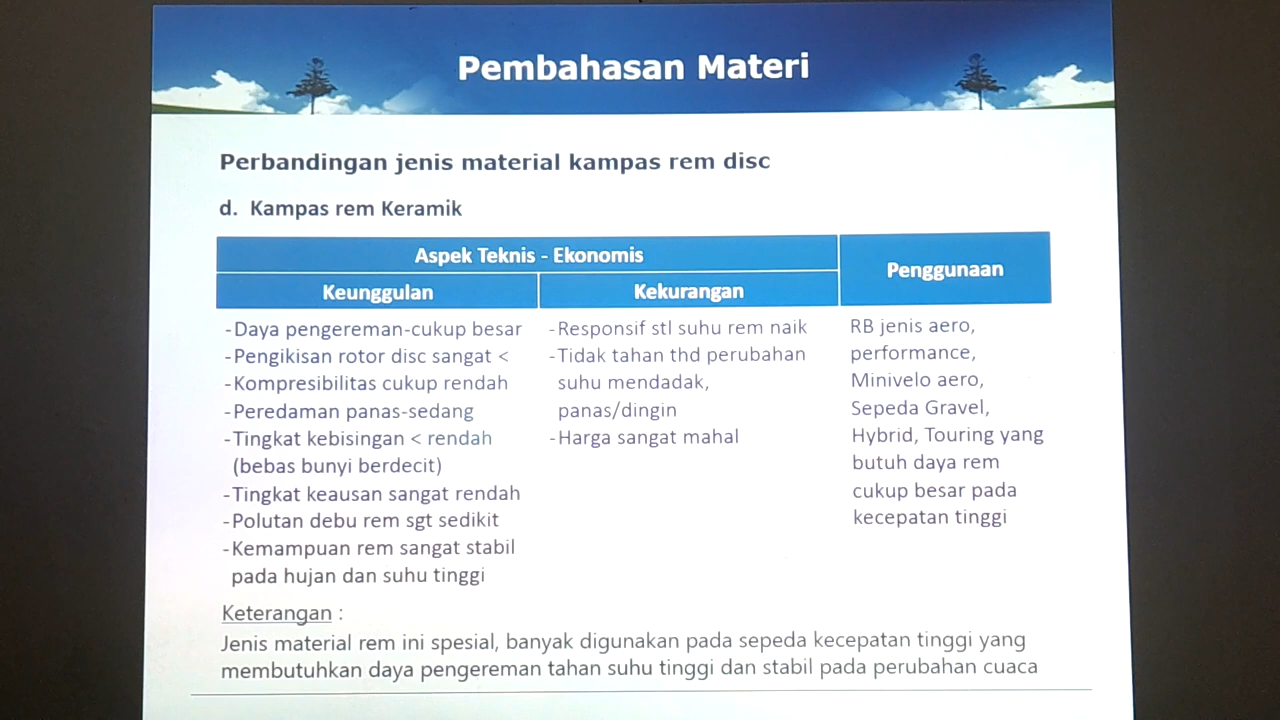 Pembahasan Materi
Perbandingan jenis material kampas rem disc
d. Kampas rem Keramik
Aspek Teknis - Ekonomis
Penggunaan
Keunggulan
Kekurangan
-Daya pengereman-cukup besar
-Pengikisan rotor disc sangat <
-Kompresibilitas cukup rendah
-Peredaman panas-sedang
-Tingkat kebisingan < rendah
(bebas bunyi berdecit)
-Tingkat keausan sangat rendah
-Polutan debu rem sgt sedikit
-Kemampuan rem sangat stabil
pada hujan dan suhu tinggi
-Responsif stl suhu rem naik
-Tidak tahan thd perubahan
suhu mendadak,
panas/dingin
-Harga sangat mahal
RB jenis aero,
performance,
Minivelo aero,
Sepeda Gravel,
Hybrid, Touring yang
butuh daya rem
cukup besar pada
kecepatan tinggi
Keterangan :
Jenis material rem ini spesial, banyak digunakan pada sepeda kecepatan tinggi yang
membutuhkan daya pengereman tahan suhu tinggi dan stabil pada perubahan cuaca